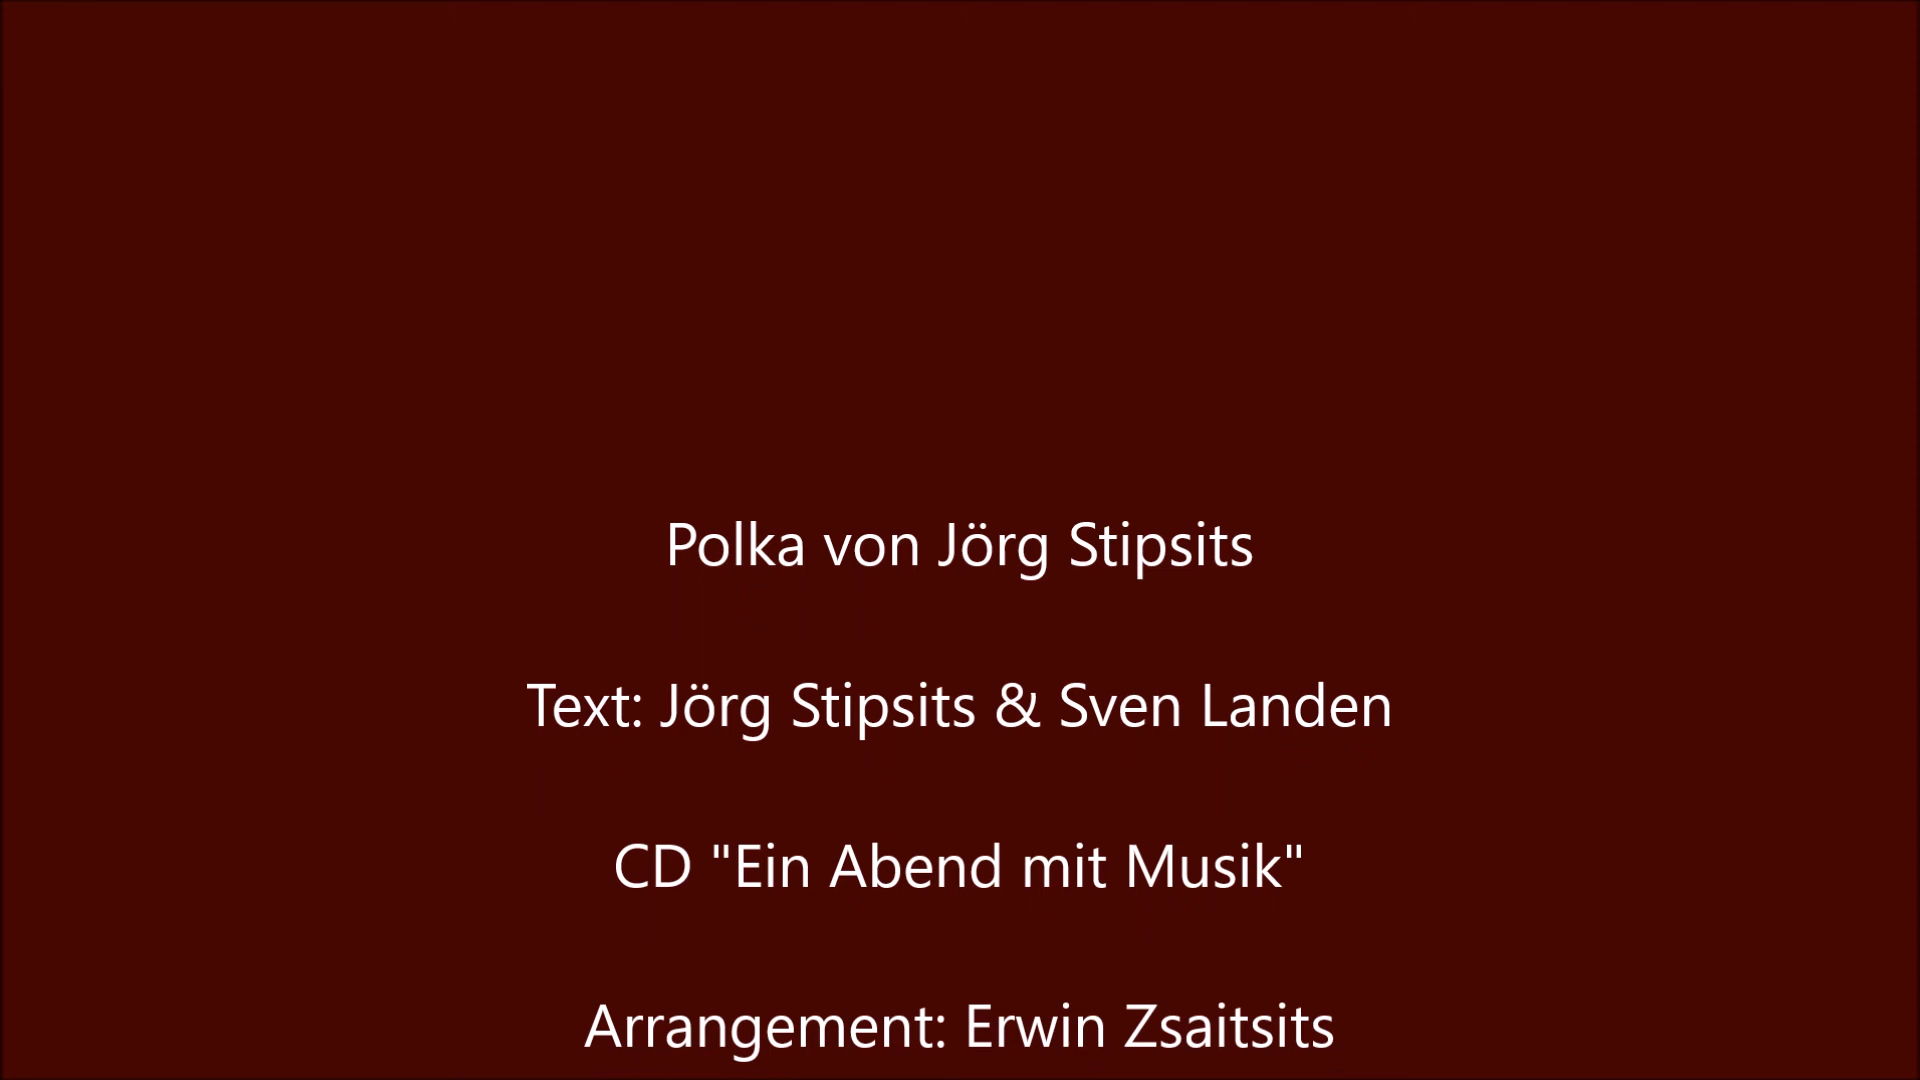 Polka von Jörg Stipsits
Text: Jörg Stipsits & Sven Landen
CD "Ein Abend mit Musik"
Arrangement: Erwin Zsaitsits